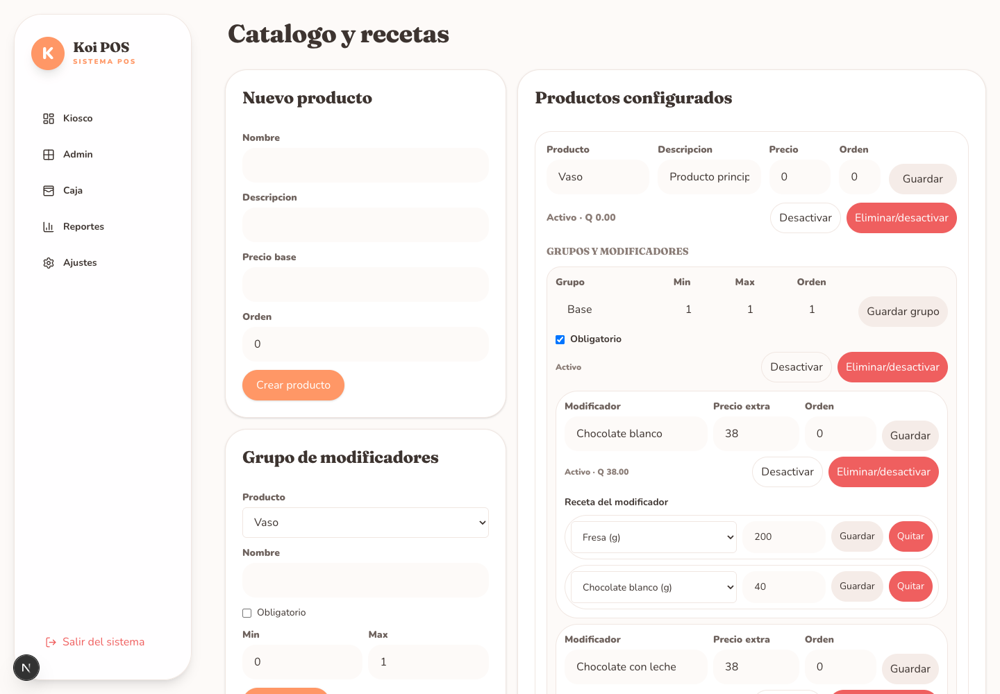 K
Koi POS
SISTEMA POS
Kiosco
Admin
Caja
Reportes
Ajustes
Salir del sistema
N
Catalogo y recetas
Nuevo producto
Nombre
Descripcion
Precio base
Orden
0
Crear producto
Grupo de modificadores
Producto
Vaso
Nombre
Obligatorio
Min Max
0 1
Productos configurados
Producto Descripcion Precio Orden
Vaso Producto princip 0 0 Guardar
Activo · Q 0.00 Desactivar Eliminar/desactivar
GRUPOS Y MODIFICADORES
Grupo Min Max Orden
Base 1 1 1 Guardar grupo
Obligatorio
Activo Desactivar Eliminar/desactivar
Modificador Precio extra Orden
Chocolate blanco 38 0 Guardar
Activo · Q 38.00 Desactivar Eliminar/desactivar
Receta del modificador
Fresa (g) 200 Guardar Quitar
Chocolate blanco (g) 40 Guardar Quitar
Modificador Precio extra Orden
Chocolate con leche 38 0 Guardar